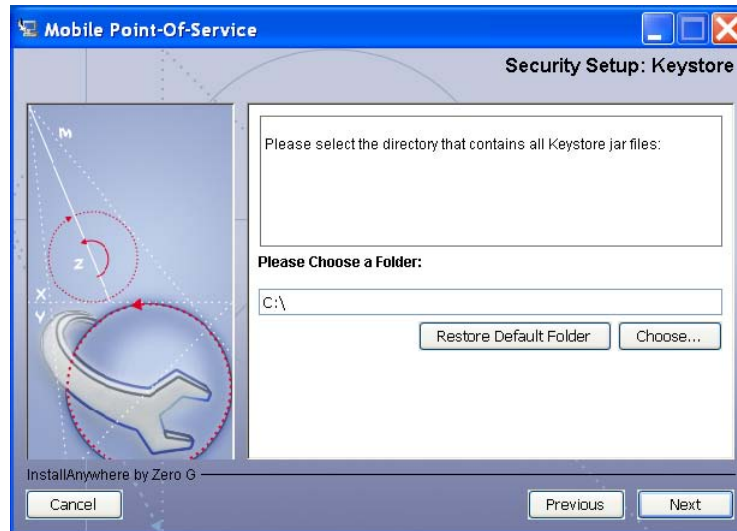 Mobile Point-Of-Service
Security Setup: Keystore
M
Z
X
Y
Please select the directory that contains all Keystore jar files:
Please Choose a Folder:
C:\
Restore Default Folder
Choose...
InstallAnywhere by Zero G
Cancel
Previous
Next